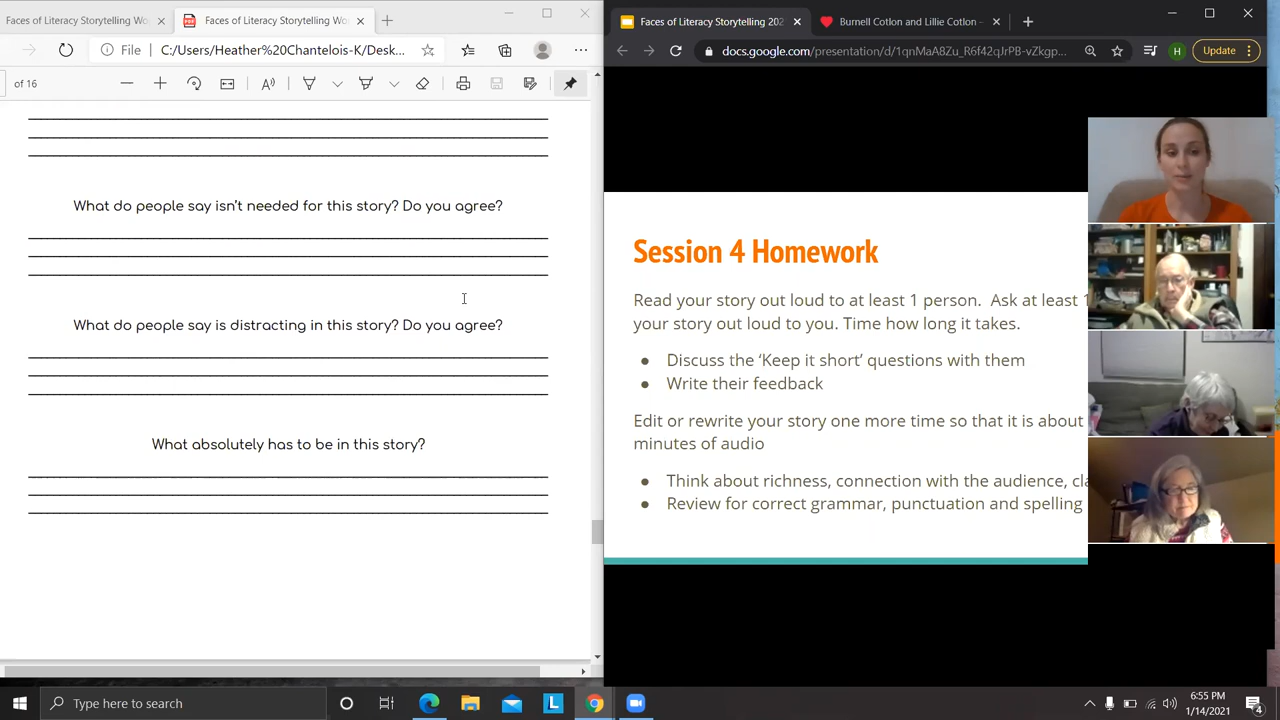 Faces of Literacy Storytelling Wo
Faces of Literacy Storytelling Wo
File
C:/Users/Heather%20Chantelois-K/Desk...
of 16
What do people say isn't needed for this story? Do you agree?
What do people say is distracting in this story? Do you agree?
What absolutely has to be in this story?
Faces of Literacy Storytelling 202
Burnell Cotlon and Lillie Cotlon –
docs.google.com/presentation/d/1qnMaA8Zu_R6f42qJrPB-vZkgp...
H
Update
Session 4 Homework
Read your story out loud to at least 1 person. Ask at least 1
your story out loud to you. Time how long it takes.
● Discuss the ‘Keep it short’ questions with them
● Write their feedback
Edit or rewrite your story one more time so that it is about
minutes of audio
● Think about richness, connection with the audience, cla
● Review for correct grammar, punctuation and spelling
Type here to search
L
6:55 PM
1/14/2021
4